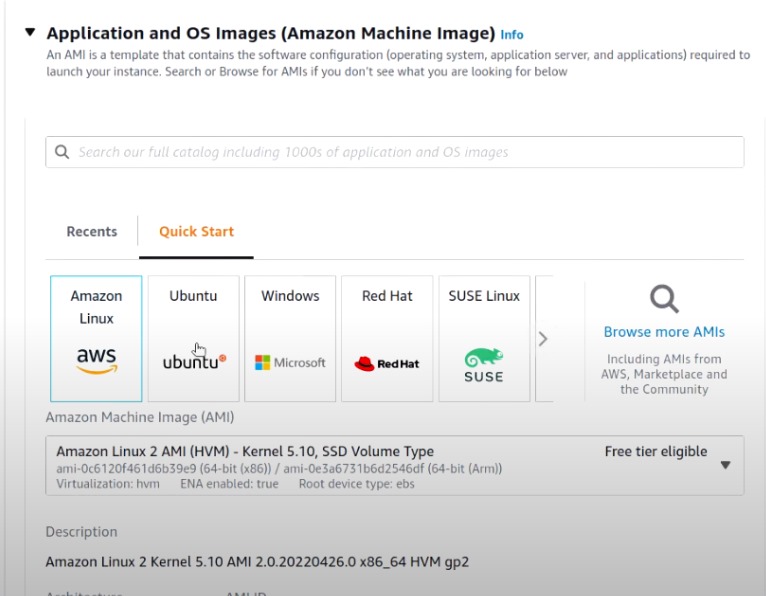 Application and OS Images (Amazon Machine Image) Info
An AMI is a template that contains the software configuration (operating system, application server, and applications) required to
launch your instance. Search or Browse for AMIs if you don't see what you are looking for below
Search our full catalog including 1000s of application and OS images
Recents
Quick Start
Amazon
Linux
aws
Ubuntu
ubuntu
Windows
Microsoft
Red Hat
RedHat
SUSE Linux
SUSE
Browse more AMIs
Including AMIs from
AWS, Marketplace and
the Community
Amazon Machine Image (AMI)
Amazon Linux 2 AMI (HVM) - Kernel 5.10, SSD Volume Type
Free tier eligible
ami-0c6120f461d6b39e9 (64-bit (x86)) / ami-0e3a6731b6d2546df (64-bit (Arm))
Virtualization: hvm ENA enabled: true Root device type: ebs
Description
Amazon Linux 2 Kernel 5.10 AMI 2.0.20220426.0 x86_64 HVM gp2